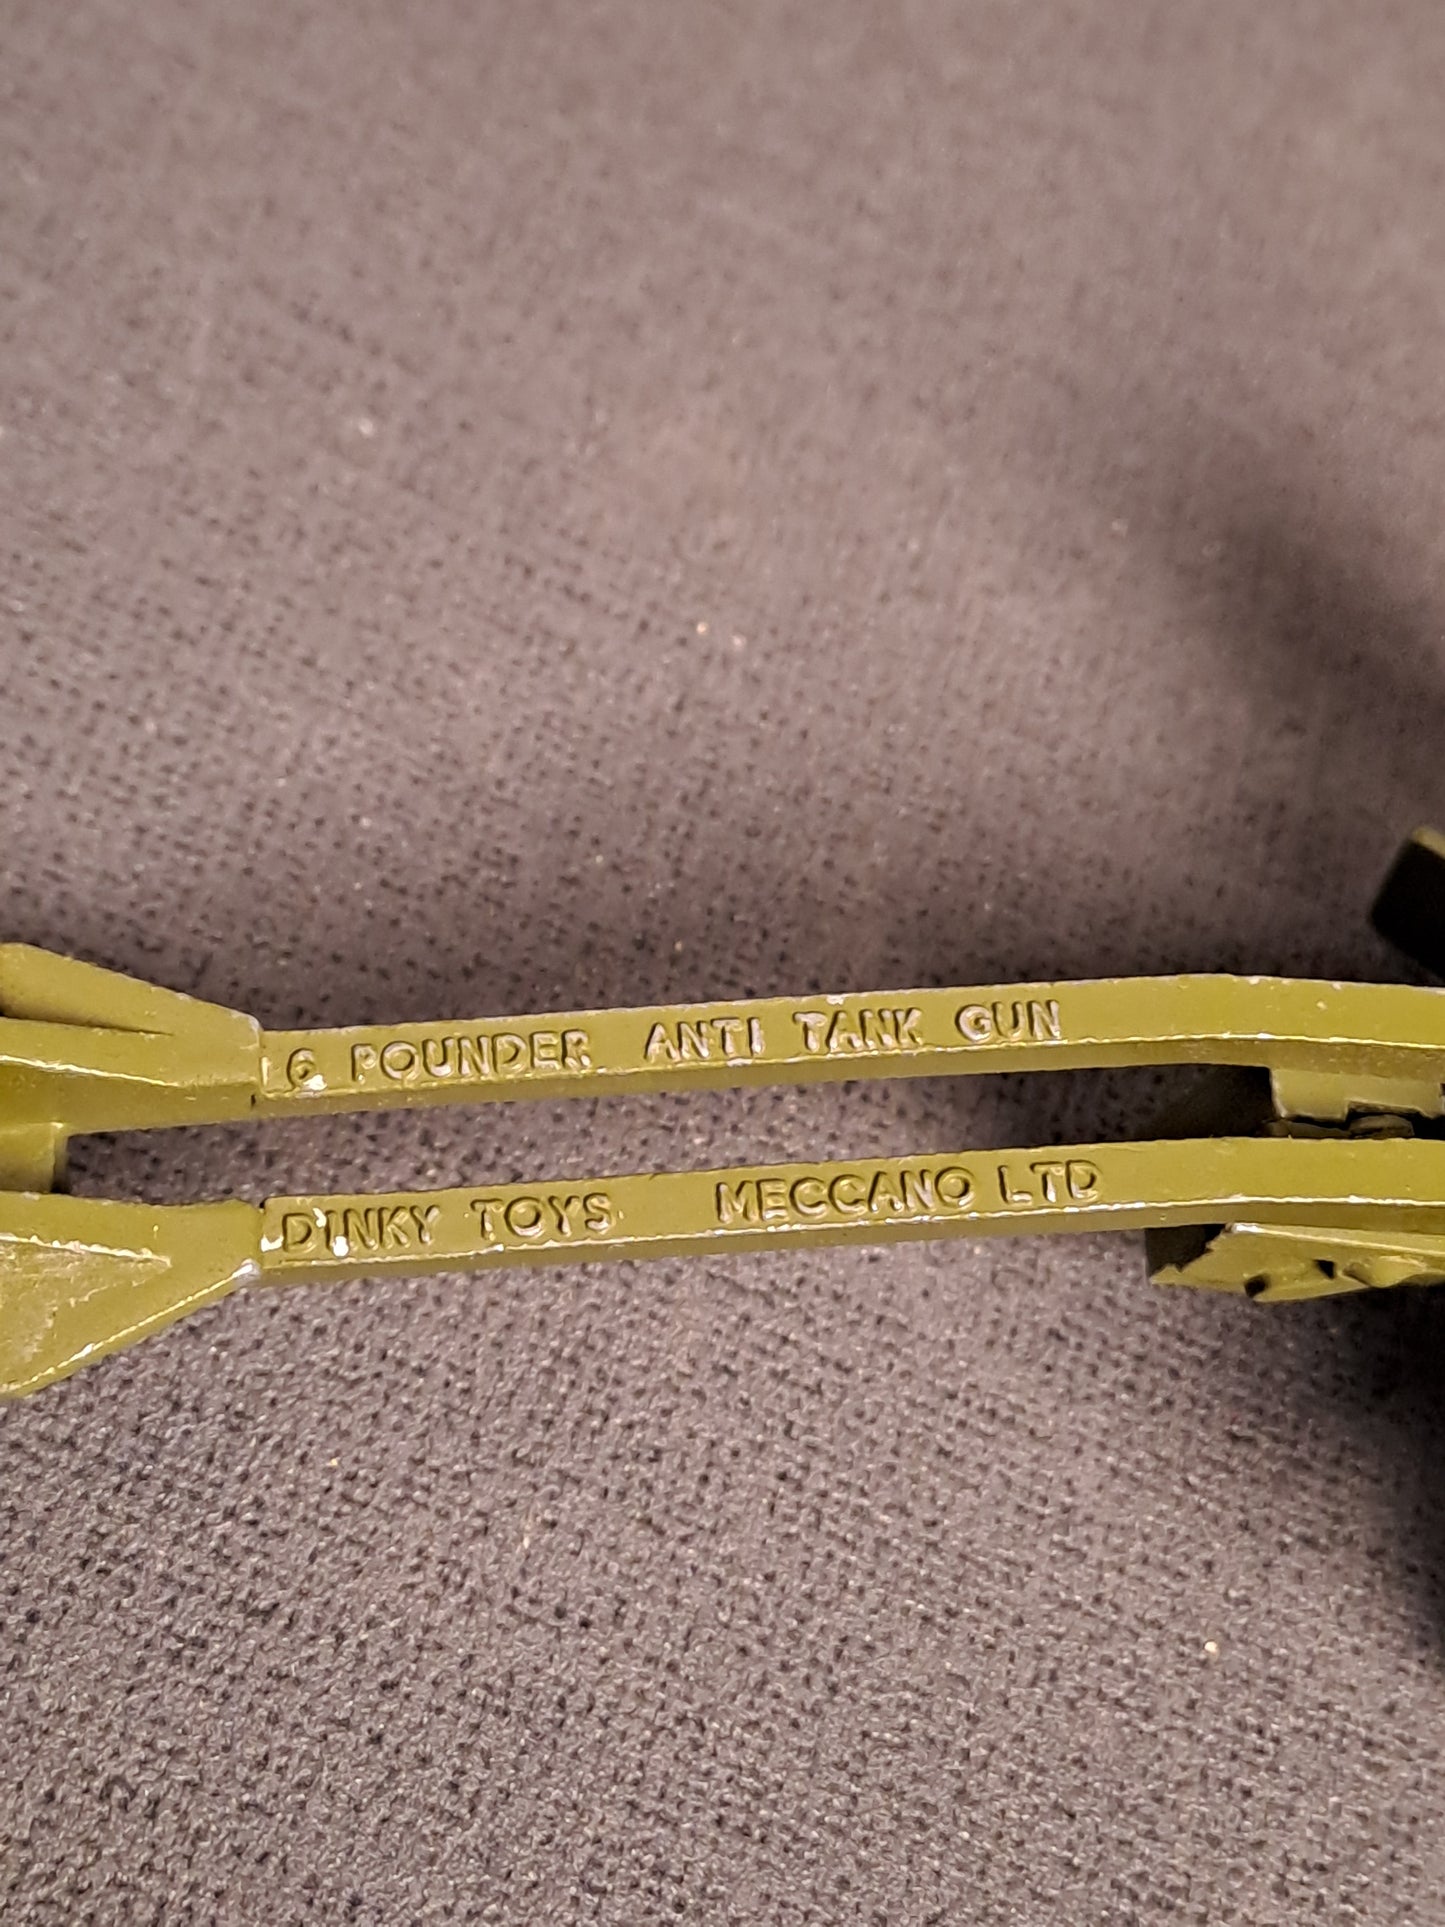 6 POUNDER ANTI TANK GUN
DINKY TOYS MECCANO LTD